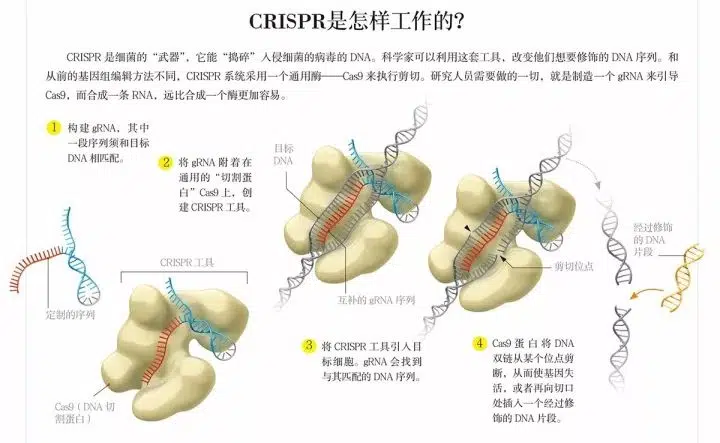 CRISPR是怎样工作的?
CRISPR 是细菌的“武器”,它能“捣碎”入侵细菌的病毒的 DNA。科学家可以利用这套工具,改变他们想要修饰的 DNA 序列。和
从前的基因组编辑方法不同,CRISPR 系统采用一个通用酶——Cas9 来执行剪切。研究人员需要做的一切,就是制造一个 gRNA 来引导
Cas9,而合成一条 RNA,远比合成一个酶更加容易。
1 构建 gRNA,其中
一段序列须和目标
DNA 相匹配。
2 将 gRNA 附着在
通用的“切割蛋
白”Cas9 上,创
建 CRISPR 工具。
目标
DNA
经过修饰
的 DNA
片段
剪切位点
CRISPR 工具
互补的 gRNA 序列
定制的序列
3 将 CRISPR 工具引入目
标细胞。gRNA 会找到
与其匹配的 DNA 序列。
4 Cas9 蛋白将 DNA
双链从某个位点剪
断,从而使基因失
活,或者再向切口
处插入一个经过修
饰的 DNA 片段。
Cas9(DNA 切
割蛋白)